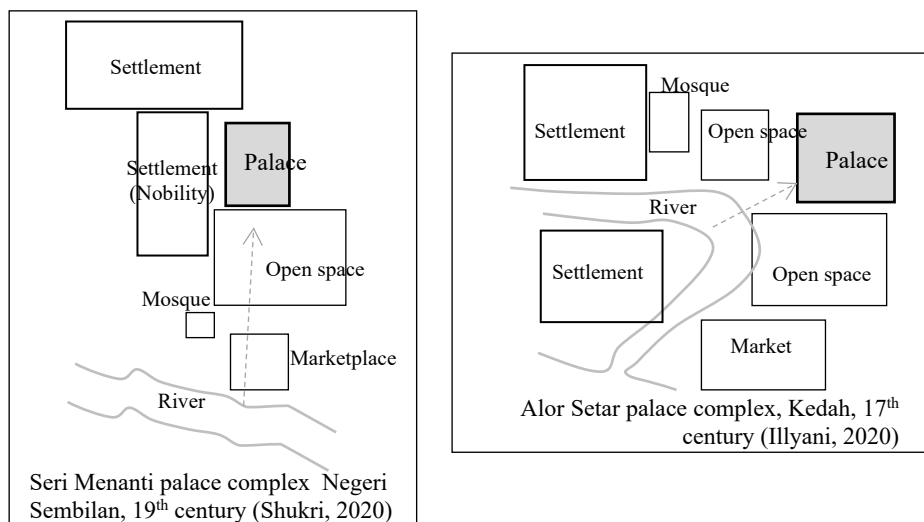 Settlement
Settlement
(Nobility)
Palace
Open space
Mosque
Marketplace
River
Seri Menanti palace complex  Negeri
Sembilan, 19th century (Shukri, 2020)
Mosque
Settlement
Open space
Palace
River
Settlement
Open space
Market
Alor Setar palace complex, Kedah, 17th
century (Illyani, 2020)